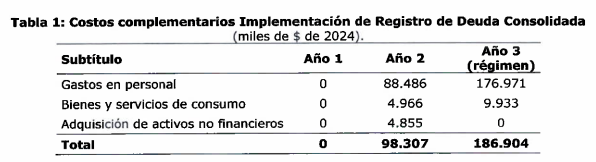 Tabla 1: Costos complementarios Implementación de Registro de Deuda Consolidada
(miles de $ de 2024).
Subtítulo Año 1 Año 2 Año 3 (régimen)
Gastos en personal 0 88.486 176.971
Bienes y servicios de consumo 0 4.966 9.933
Adquisición de activos no financieros 0 4.855 0
Total 0 98.307 186.904